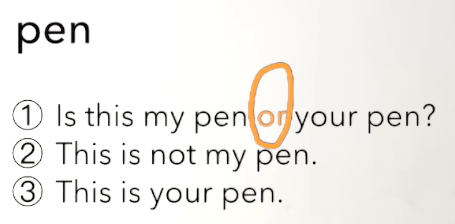 pen
① Is this my pen or your pen?
② This is not my pen.
③ This is your pen.